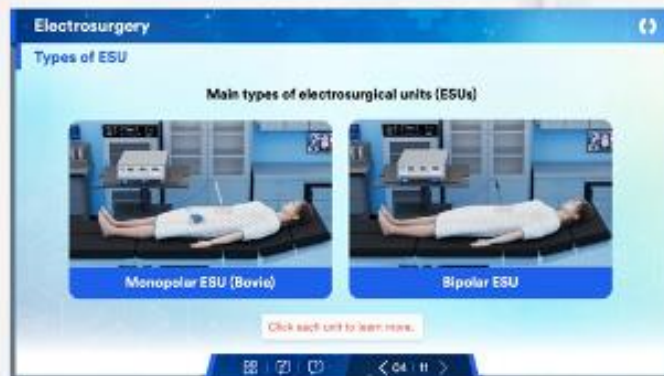 Electrosurgery
Types of ESU
Main types of electrosurgical units (ESUs)
Monopolar ESU (Bovie)
Bipolar ESU
Click each unit to learn more.
04 11